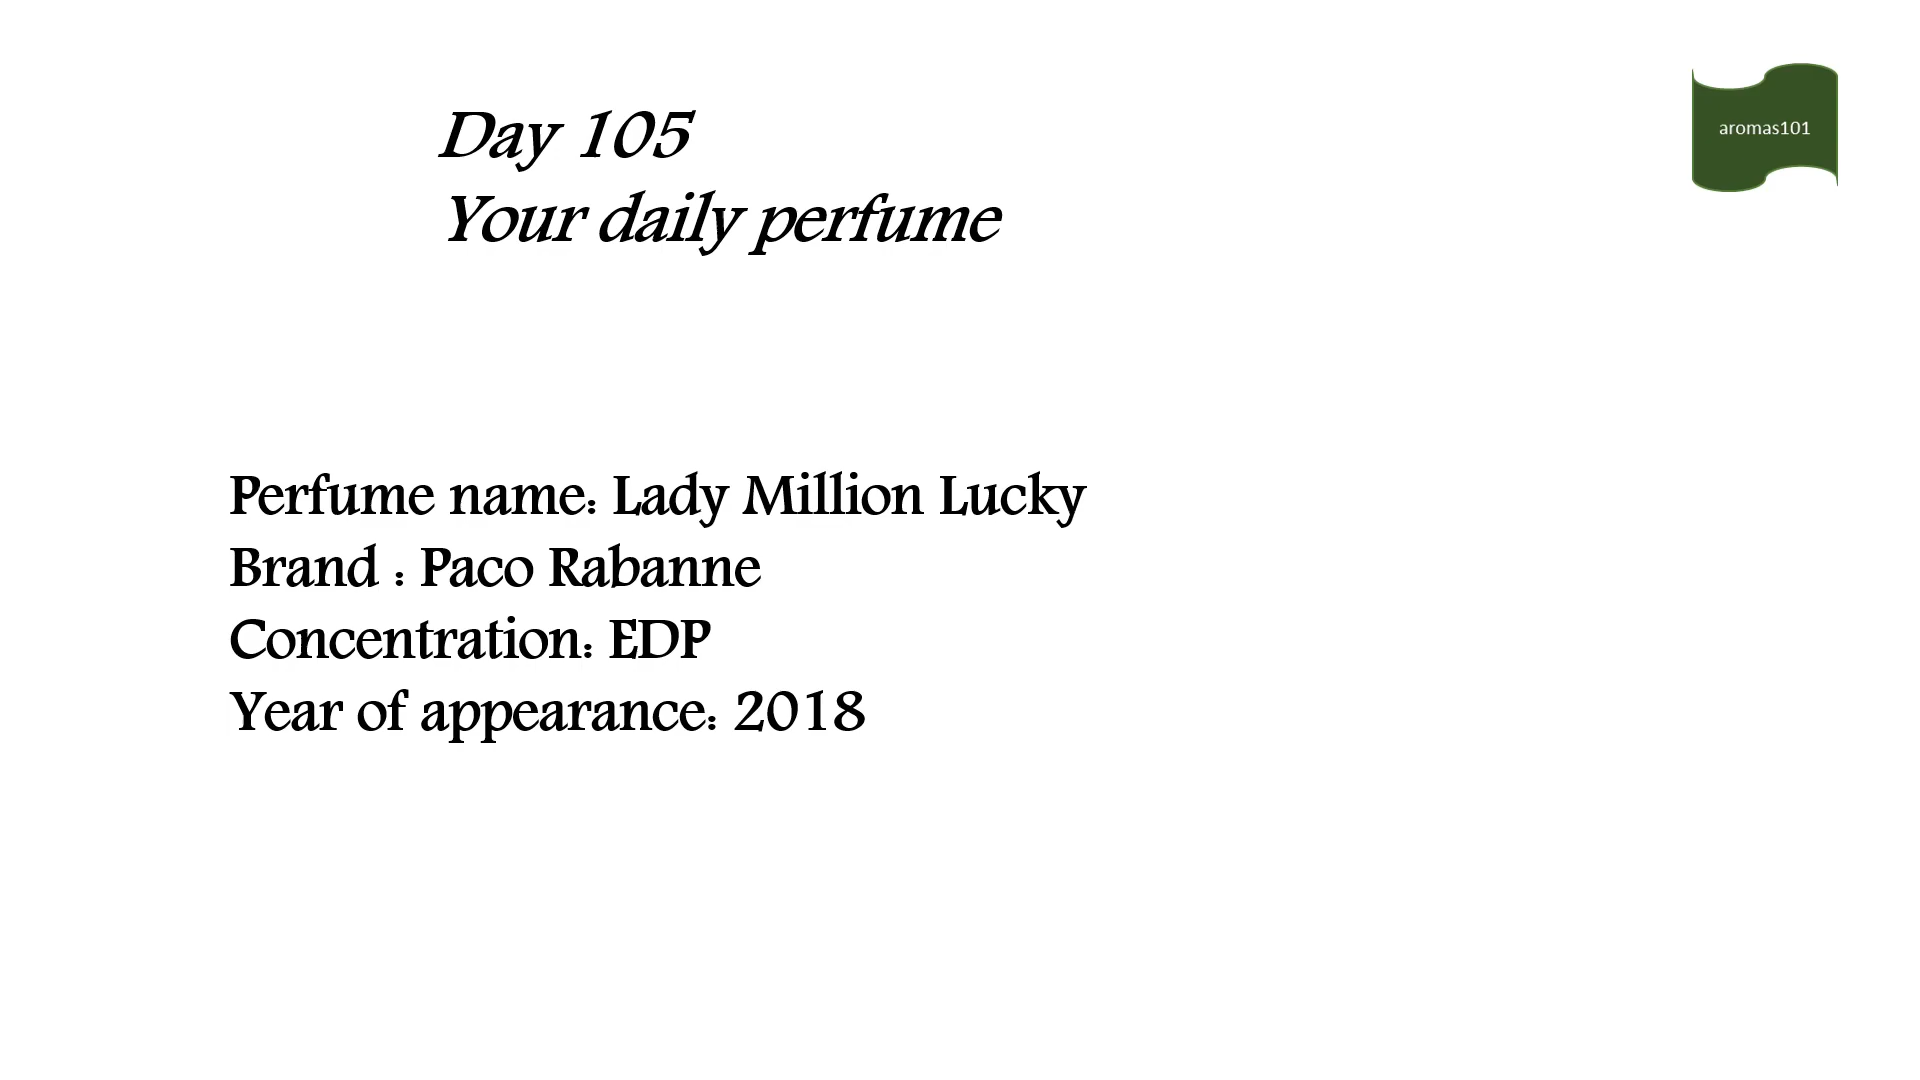 Day 105
Your daily perfume
aromas101
Perfume name: Lady Million Lucky
Brand : Paco Rabanne
Concentration: EDP
Year of appearance: 2018